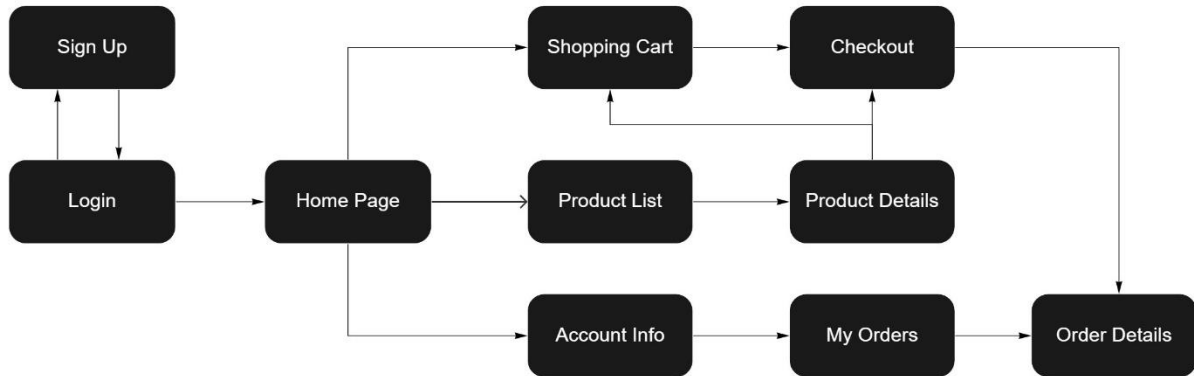 Sign Up
Shopping Cart
Checkout
Login
Home Page
Product List
Product Details
Account Info
My Orders
Order Details